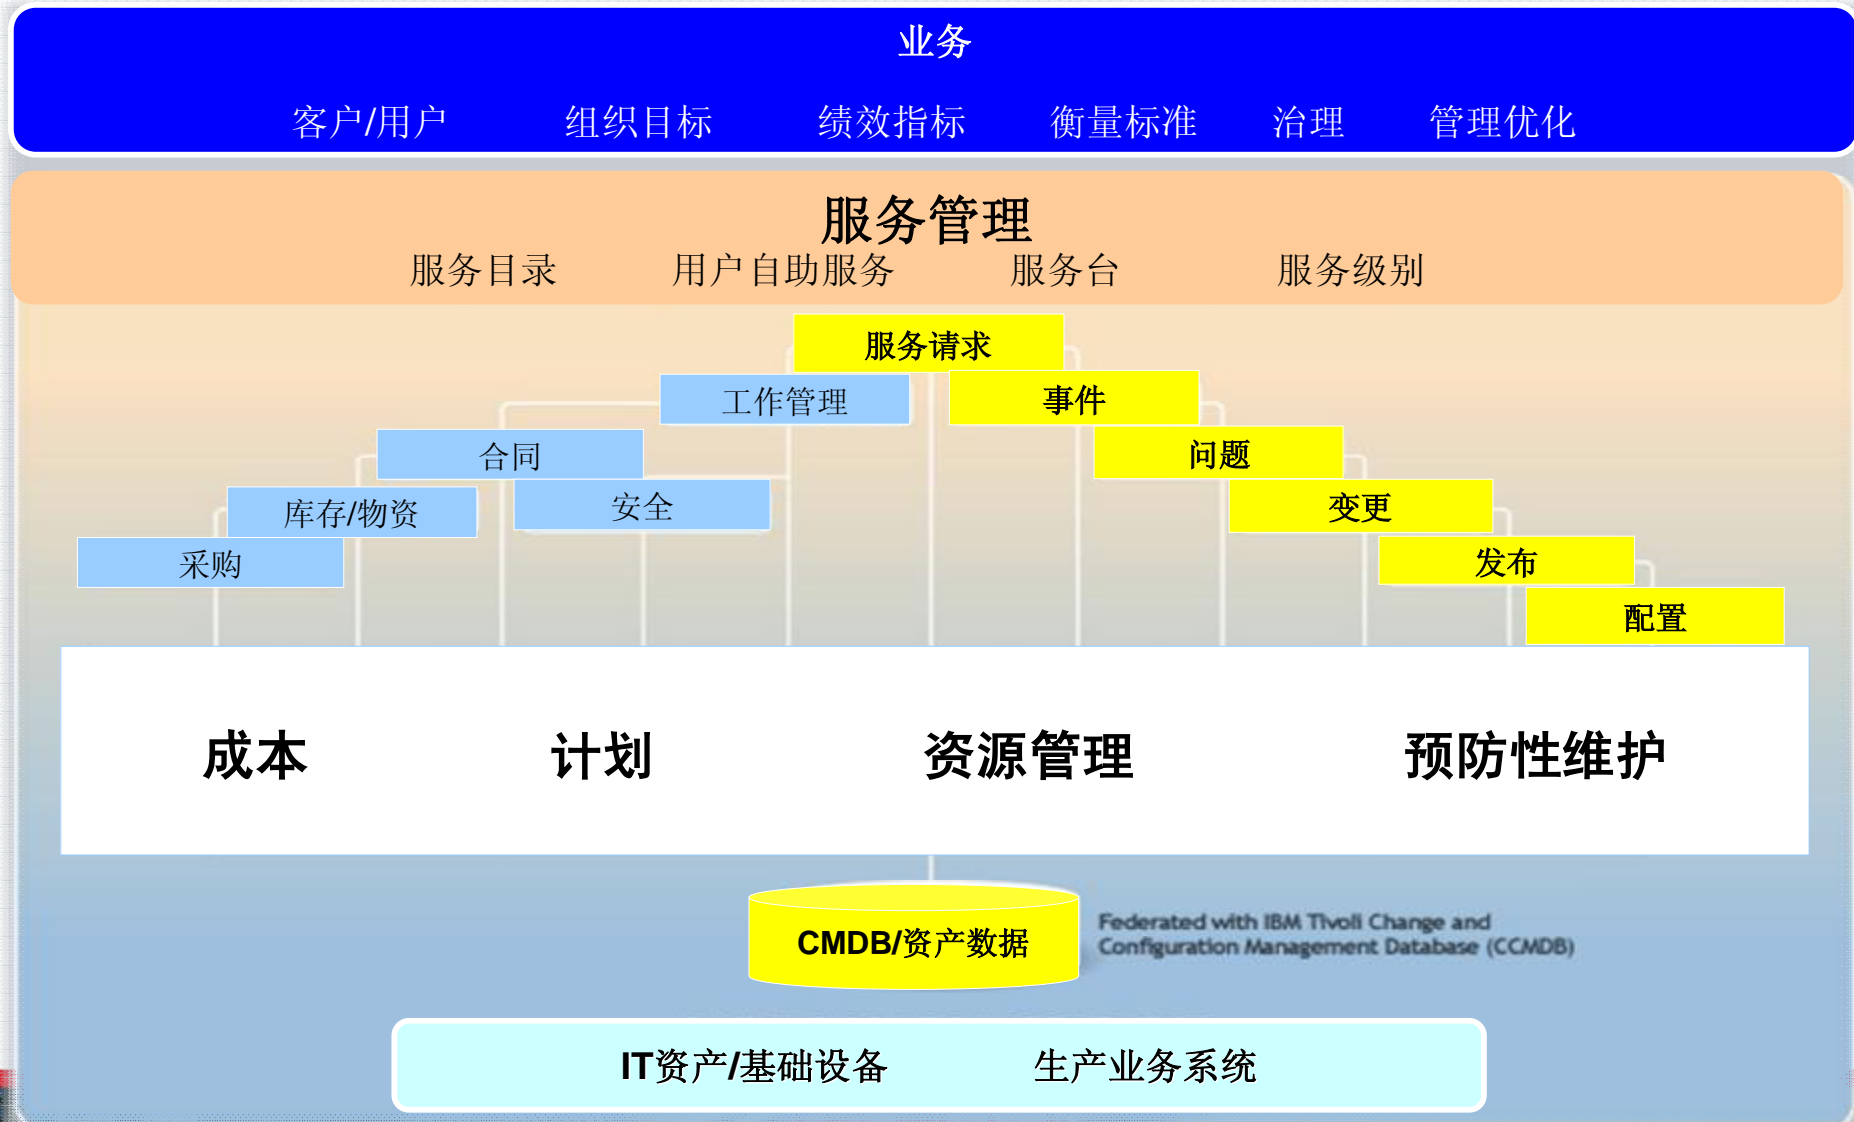 业务
客户/用户 组织目标 绩效指标 衡量标准 治理 管理优化
服务管理
服务目录 用户自助服务 服务台 服务级别
服务请求
工作管理 事件
合同 问题
库存/物资 安全 变更
采购 发布
配置
成本 计划 资源管理 预防性维护
CMDB/资产数据
Federated with IBM Tivoli Change and
Configuration Management Database (CCMDB)
IT资产/基础设备 生产业务系统